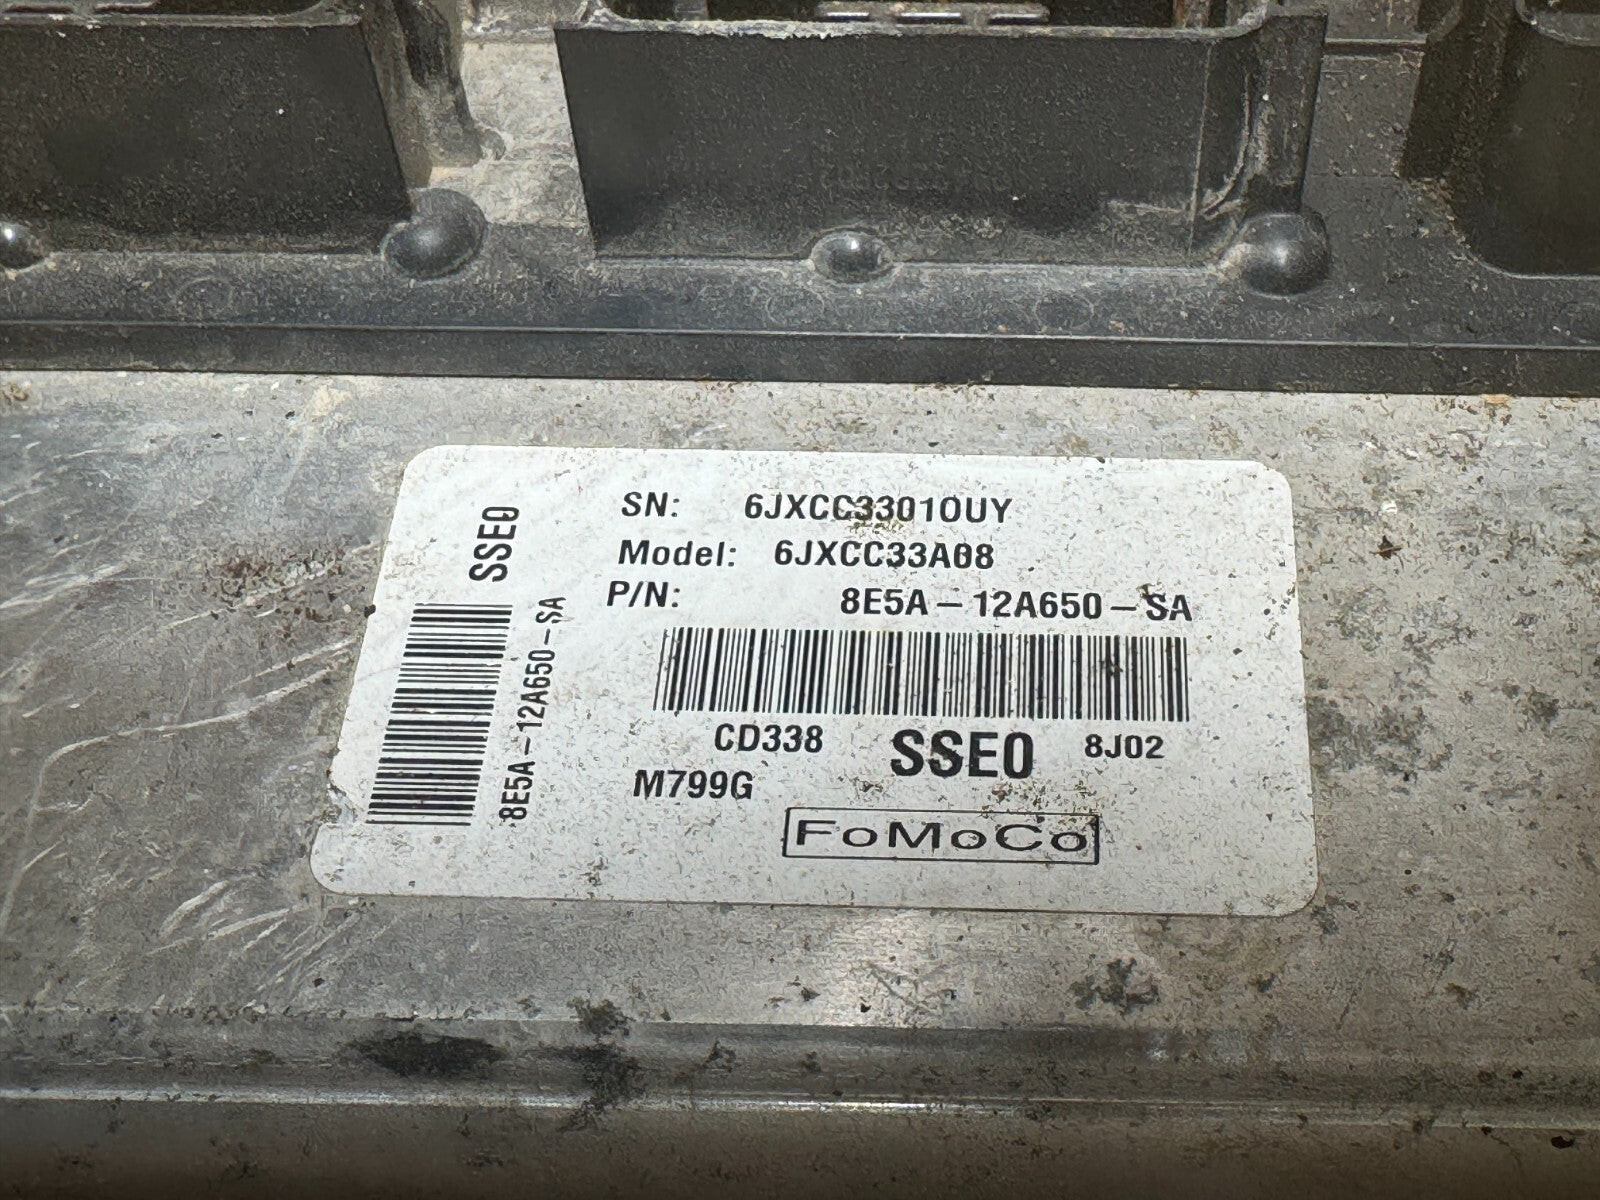 SSE0
8E5A-12A650-SA
SN: 6JXCC33010UY
Model: 6JXCC33A08
P/N: 8E5A-12A650-SA
CD338 SSE0 8J02
M799G
FoMoCo